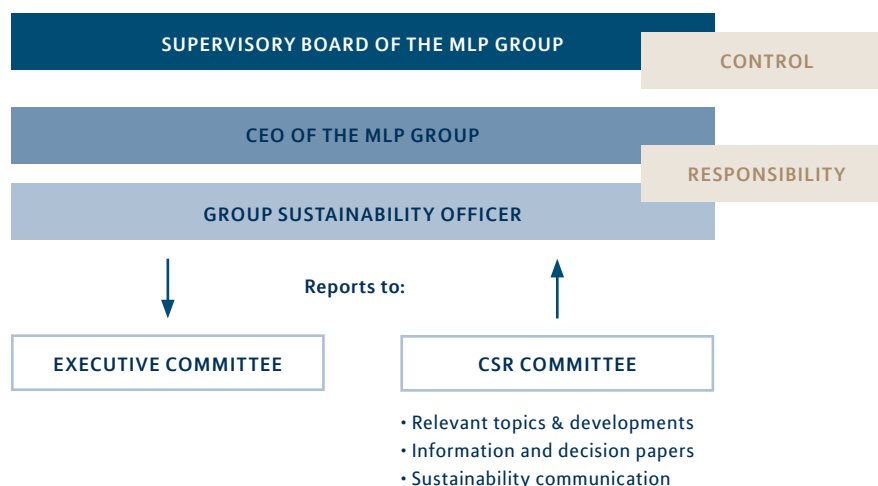 SUPERVISORY BOARD OF THE MLP GROUP
CONTROL
CEO OF THE MLP GROUP
RESPONSIBILITY
GROUP SUSTAINABILITY OFFICER
Reports to:
EXECUTIVE COMMITTEE
CSR COMMITTEE
• Relevant topics & developments
• Information and decision papers
• Sustainability communication